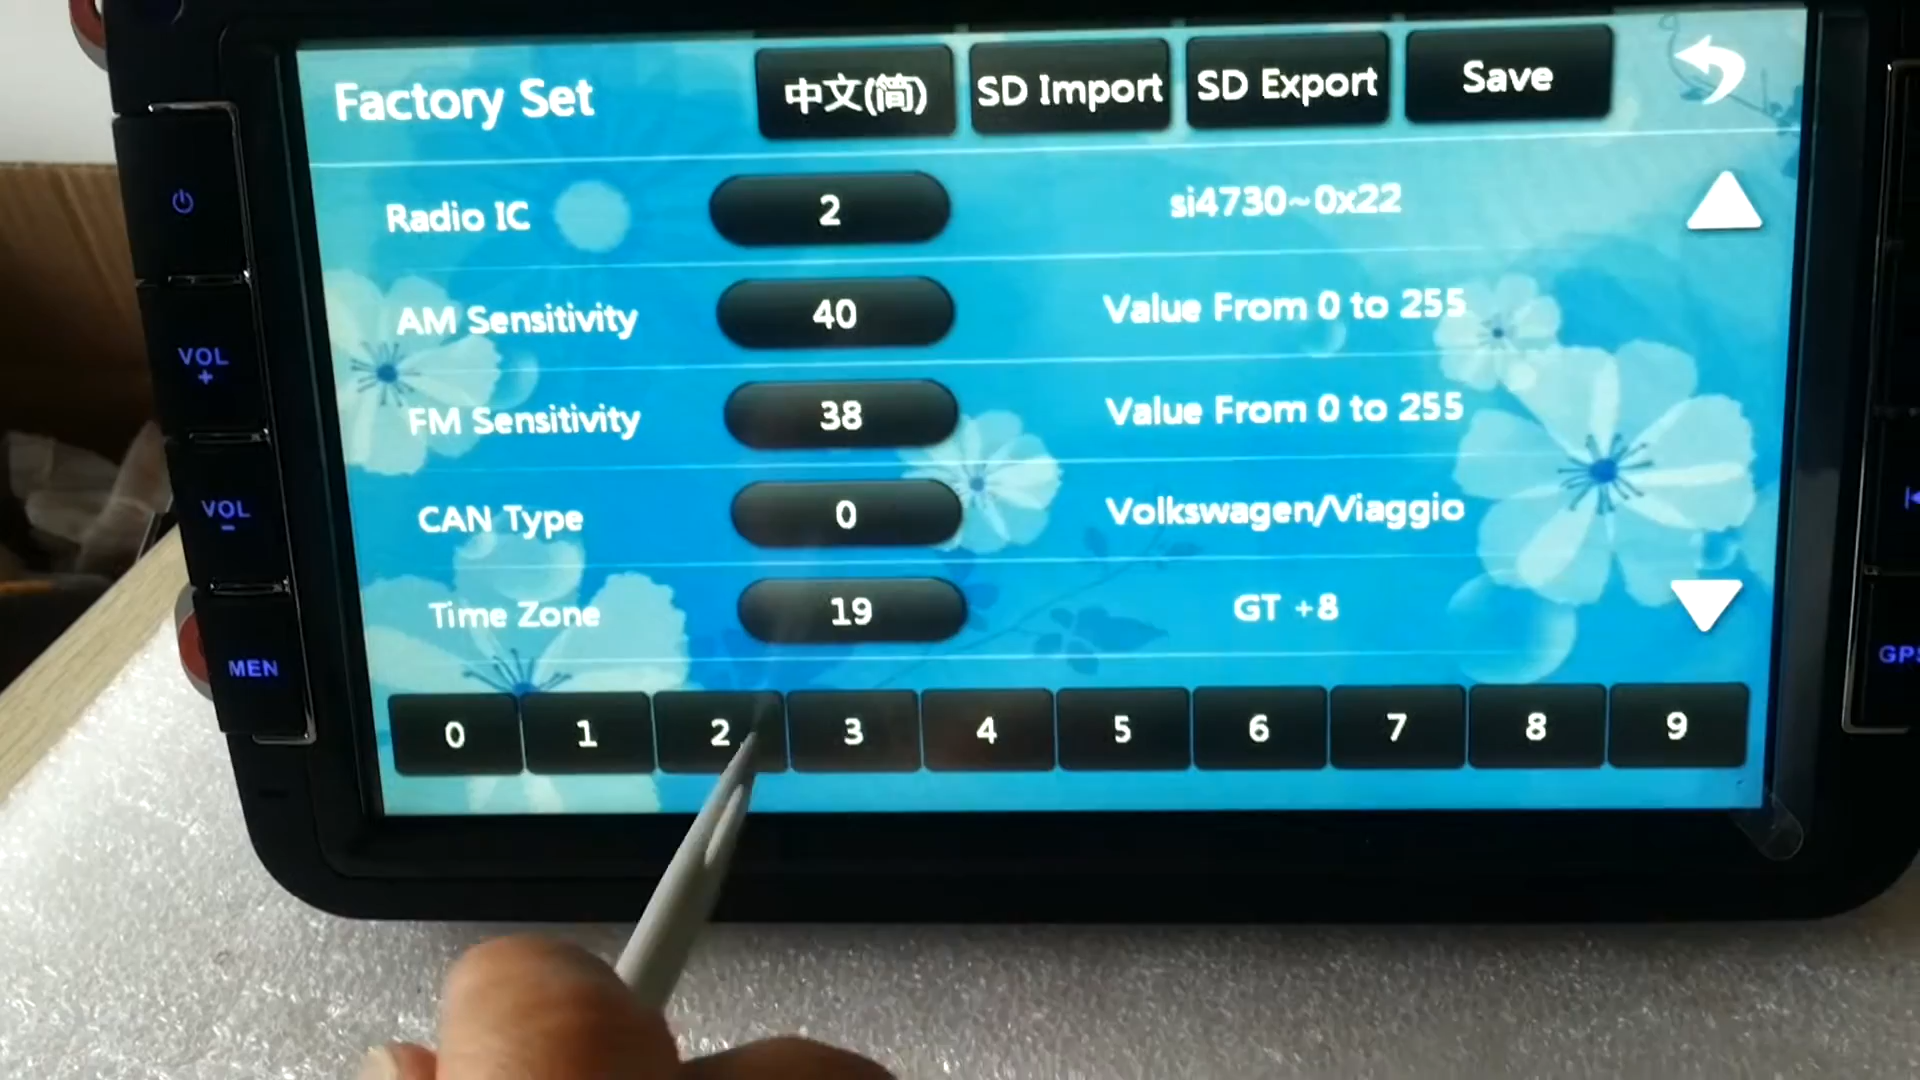 Factory Set
中文(简)
SD Import
SD Export
Save
Radio IC
2
si4730~0x22
AM Sensitivity
40
Value From 0 to 255
FM Sensitivity
38
Value From 0 to 255
CAN Type
0
Volkswagen/Viaggio
Time Zone
19
GT +8
0 1 2 3 4 5 6 7 8 9
VOL
+
VOL
-
MEN
GPS